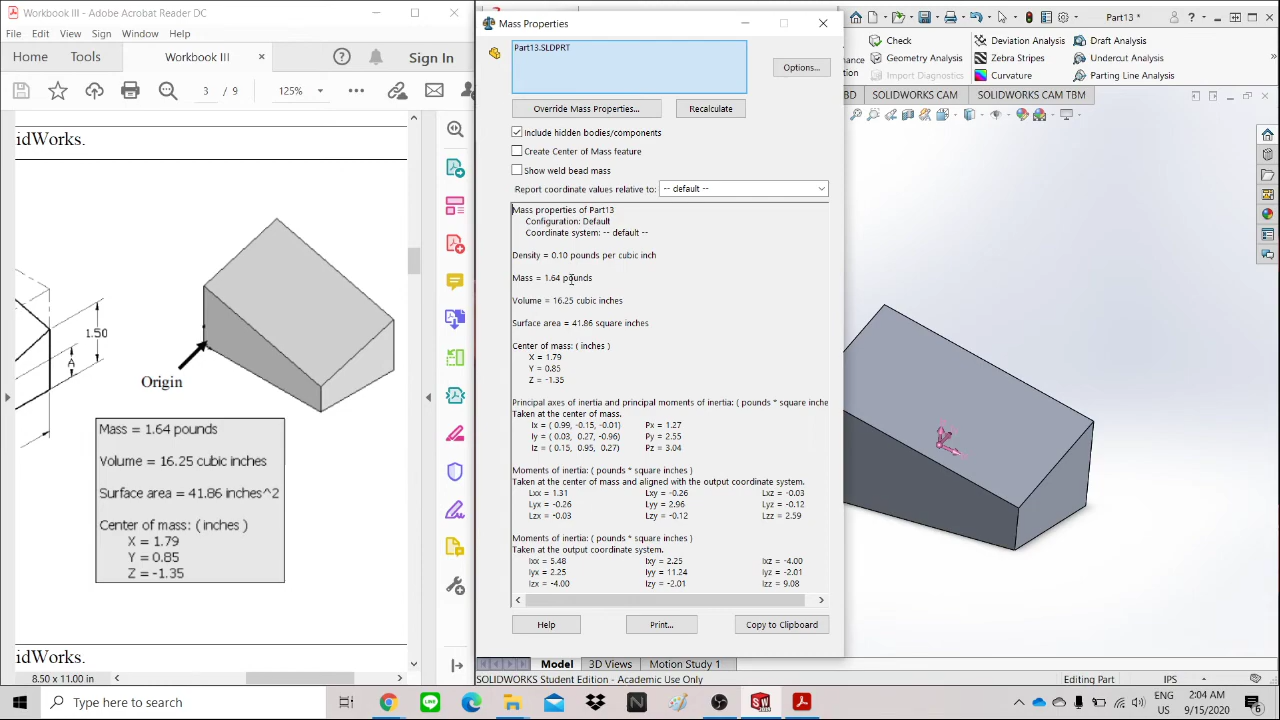 Workbook III - Adobe Acrobat Reader DC
File Edit View Sign Window Help
Home Tools
Workbook III
Sign In
3 / 9
125%
idWorks.
1.50
A
Origin
Mass = 1.64 pounds
Volume = 16.25 cubic inches
Surface area = 41.86 inches^2
Center of mass: ( inches )
X = 1.79
Y = 0.85
Z = -1.35
idWorks.
8.50 x 11.00 in
Mass Properties
Part13.SLDPRT
Options...
Override Mass Properties...
Recalculate
Include hidden bodies/components
Create Center of Mass feature
Show weld bead mass
Report coordinate values relative to:
-- default --
Mass properties of Part13
Configuration: Default
Coordinate system: -- default --
Density = 0.10 pounds per cubic inch
Mass = 1.64 pounds
Volume = 16.25 cubic inches
Surface area = 41.86 square inches
Center of mass: ( inches )
X = 1.79
Y = 0.85
Z = -1.35
Principal axes of inertia and principal moments of inertia: ( pounds * square inche
Taken at the center of mass.
Ix = ( 0.99, -0.15, -0.01) Px = 1.27
Iy = ( 0.03, 0.27, -0.96) Py = 2.55
Iz = ( 0.15, 0.95, 0.27) Pz = 3.04
Moments of inertia: ( pounds * square inches )
Taken at the center of mass and aligned with the output coordinate system.
Lxx = 1.31 Lxy = -0.26 Lxz = -0.03
Lyx = -0.26 Lyy = 2.96 Lyz = -0.12
Lzx = -0.03 Lzy = -0.12 Lzz = 2.59
Moments of inertia: ( pounds * square inches )
Taken at the output coordinate system.
Ixx = 5.48 Ixy = 2.25 Ixz = -4.00
Iyx = 2.25 Iyy = 11.24 Iyz = -2.01
Izx = -4.00 Izy = -2.01 Izz = 9.08
Help
Print...
Copy to Clipboard
Part13 *
Check
Geometry Analysis
Import Diagnostics
Deviation Analysis
Zebra Stripes
Curvature
Draft Analysis
Undercut Analysis
Parting Line Analysis
BD
SOLIDWORKS CAM
SOLIDWORKS CAM TBM
Model
3D Views
Motion Study 1
SOLIDWORKS Student Edition - Academic Use Only
Editing Part
IPS
Type here to search
ENG
US
2:04 AM
9/15/2020
6